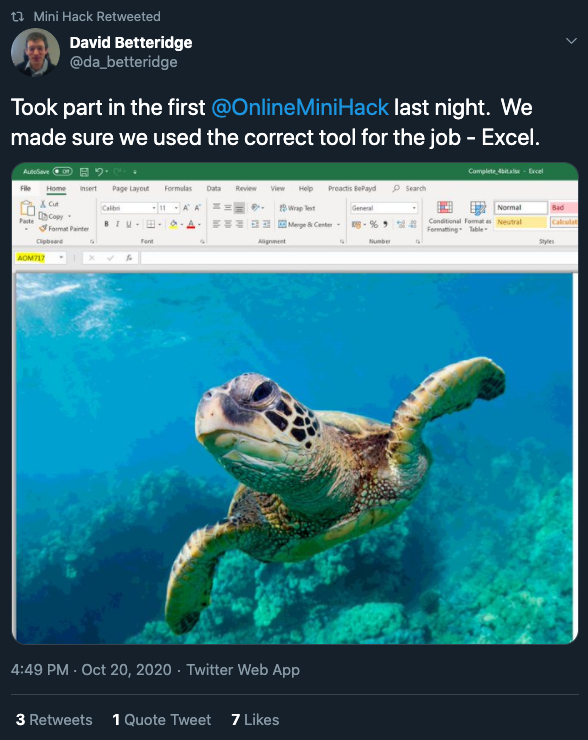 Mini Hack Retweeted
David Betteridge
@da_betteridge
Took part in the first @OnlineMiniHack last night. We
made sure we used the correct tool for the job - Excel.
AutoSave Off
Complete_4bit.xlsx - Excel
File Home Insert Page Layout Formulas Data Review View Help Proactis BePayd Search
Paste
Cut
Copy
Format Painter
Clipboard
Calibri 11 A A
B I U A
Font
Wrap Text
Merge & Center
Alignment
General
% ,
Number
Conditional
Formatting
Format as
Table
Normal Bad
Neutral Calculat
Styles
AOM717
fx
4:49 PM · Oct 20, 2020 · Twitter Web App
3 Retweets 1 Quote Tweet 7 Likes